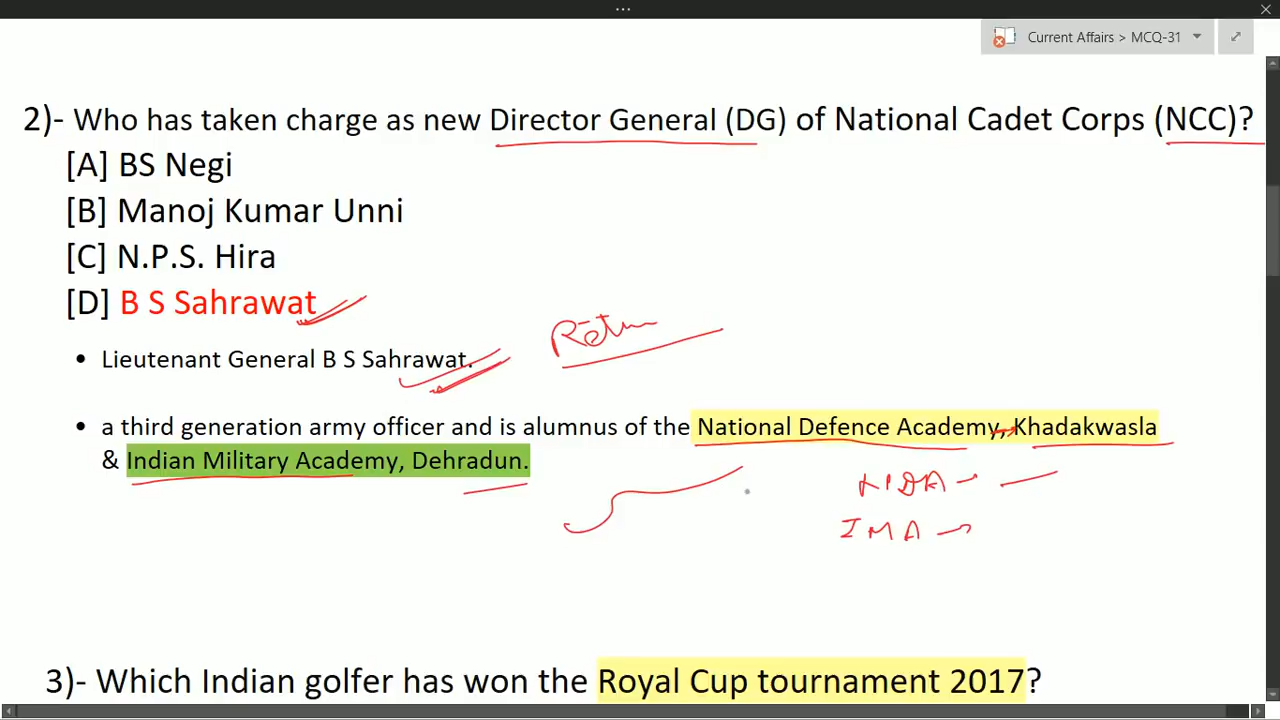 Current Affairs > MCQ-31
2)- Who has taken charge as new Director General (DG) of National Cadet Corps (NCC)?
[A] BS Negi
[B] Manoj Kumar Unni
[C] N.P.S. Hira
[D] B S Sahrawat
• Lieutenant General B S Sahrawat.
• a third generation army officer and is alumnus of the National Defence Academy, Khadakwasla
& Indian Military Academy, Dehradun.
NDA
IMA
3)- Which Indian golfer has won the Royal Cup tournament 2017?